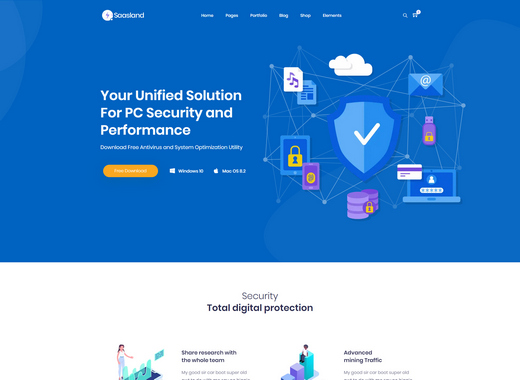 Saasland
Home Pages Portfolio Blog Shop Elements
Your Unified Solution
For PC Security and
Performance
Download Free Antivirus and System Optimization Utility
Free Download Windows 10 Mac OS 8.2
Security
Total digital protection
Share research with
the whole team
My good sir car boot super old
Advanced
mining Traffic
My good sir car boot super old